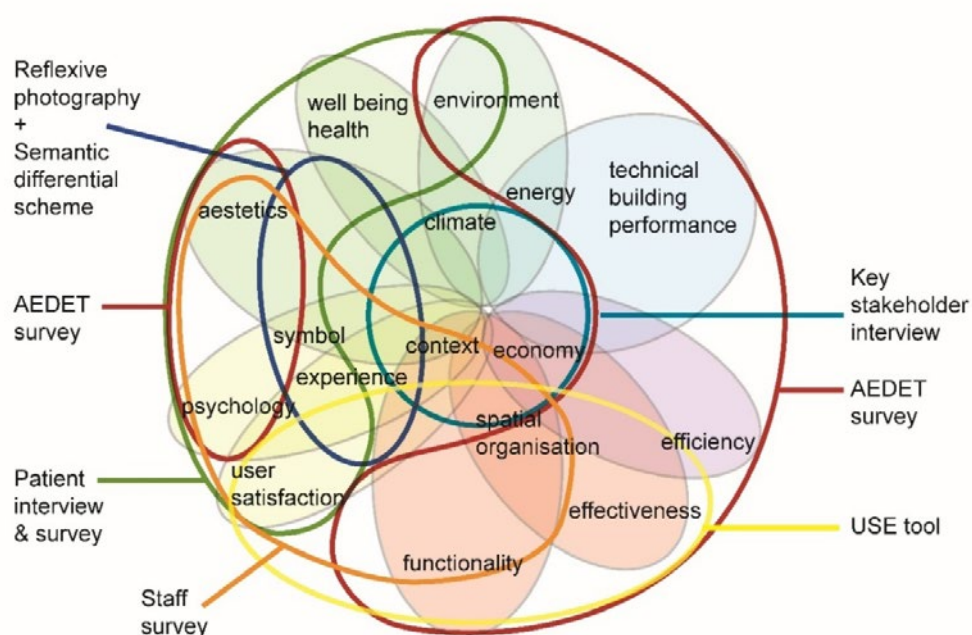 Reflexive
photography
+
Semantic
differential
scheme
well being
health
environment
technical
building
performance
energy
aestetics
climate
AEDET
survey
Key
stakeholder
interview
symbol
context
economy
experience
psychology
AEDET
survey
spatial
organisation
efficiency
user
satisfaction
Patient
interview
& survey
effectiveness
USE tool
functionality
Staff
survey